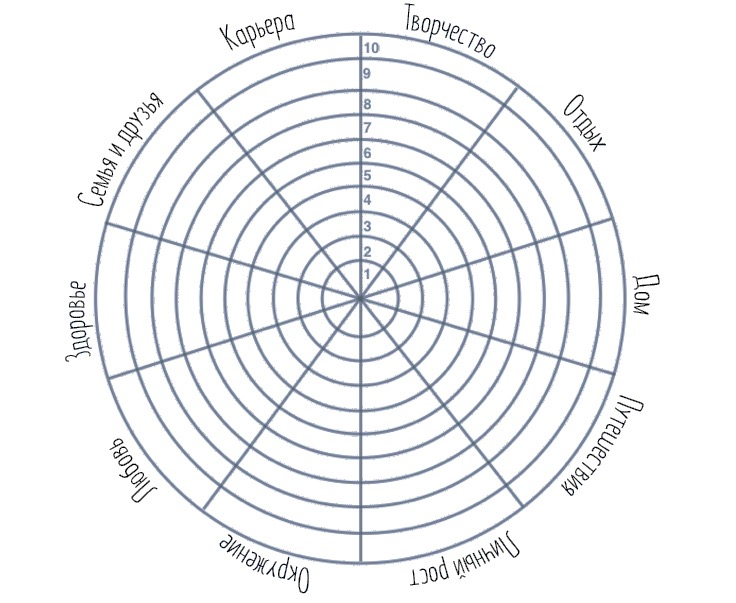 Карьера
Творчество
Отдых
Дом
Путешествия
Личный рост
Окружение
Любовь
Здоровье
Семья и друзья
10
9
8
7
6
5
4
3
2
1